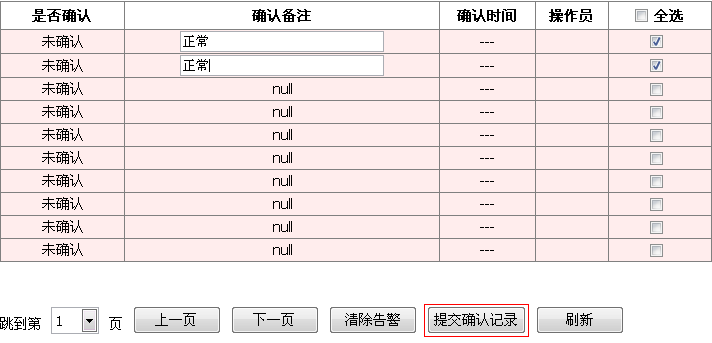 是否确认 确认备注 确认时间 操作员 全选
未确认 正常 ---
未确认 正常 ---
未确认 null ---
未确认 null ---
未确认 null ---
未确认 null ---
未确认 null ---
未确认 null ---
未确认 null ---
未确认 null ---
跳到第 1 页 上一页 下一页 清除告警 提交确认记录 刷新